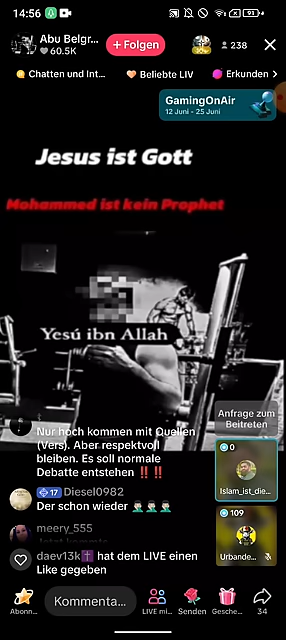 14:56
91
Abu Belgr...
60.5K
+ Folgen
238
Chatten und Int...
Beliebte LIV
Erkunden
GamingOnAir
12 Juni - 25 Juni
Jesus ist Gott
Mohammed ist kein Prophet
Yesú ibn Allah
Anfrage zum
Beitreten
Nur hoch kommen mit Quellen
(Vers). Aber respektvoll
bleiben. Es soll normale
Debatte entstehen ‼️‼️
0
Islam_ist_die...
17 Diesel0982
Der schon wieder 🤦🏻‍♂️🤦🏻‍♂️🤦🏻‍♂️
109
Urbande...
meery_555
daev13k✝️ hat dem LIVE einen
Like gegeben
Abonn...
Kommenta...
LIVE mi...
Senden
Gesche...
34